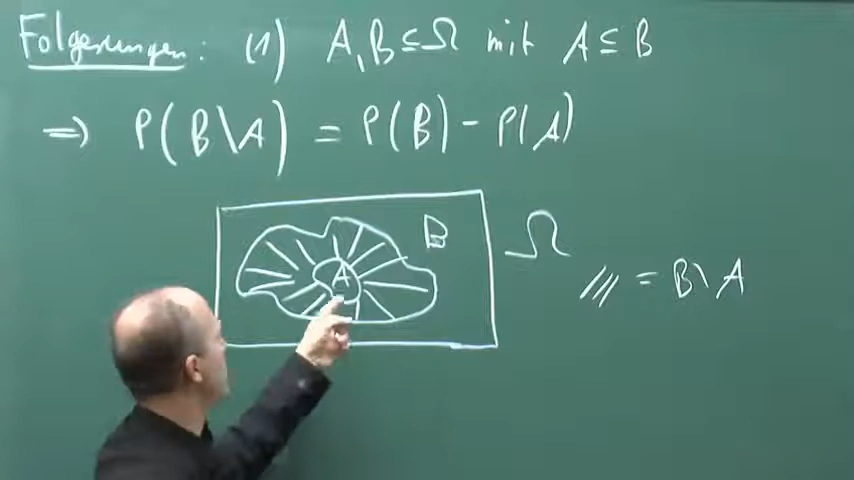 Folgerungen: (1) A, B ⊆ Ω mit A ⊆ B
⇒ P(B\A) = P(B) - P(A)
B
Ω
A
/// = B\A